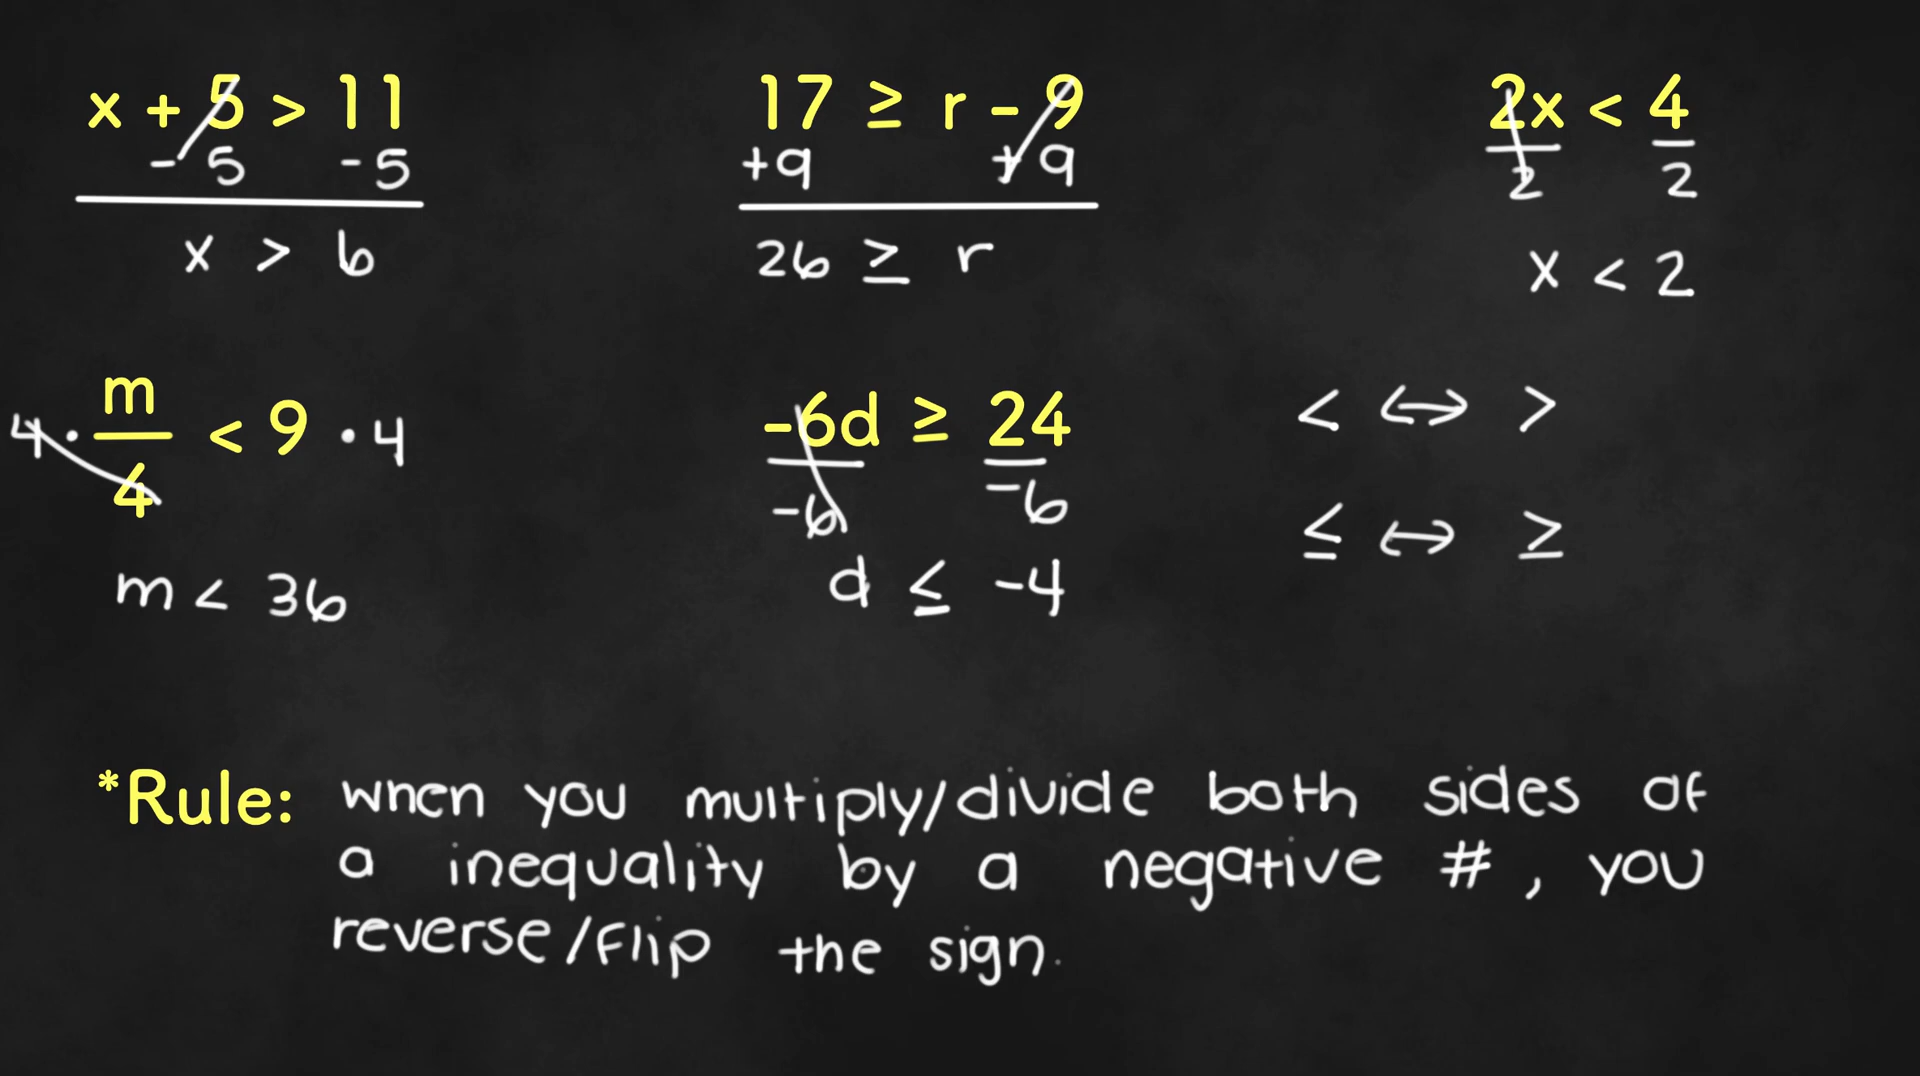 x + 5 > 11
17 ≥ r - 9
2x < 4
- 5 -5
+9 +9
2 2
x > 6
26 ≥ r
x < 2
4 · m/4 < 9 · 4
-6d ≥ 24
-6 -6
< ↔ >
≤ ↔ ≥
m < 36
d ≤ -4
*Rule: when you multiply/divide both sides of
a inequality by a negative #, you
reverse/flip the sign.